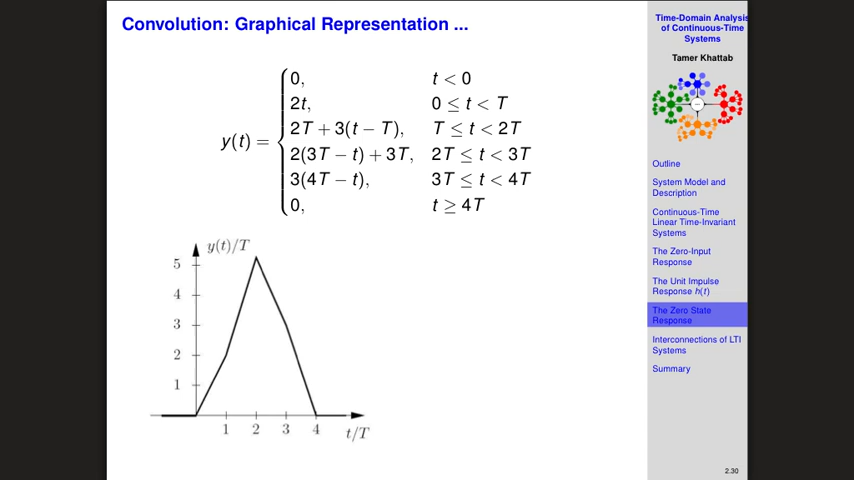 Convolution: Graphical Representation ...
y(t) =
0, t < 0
2t, 0 ≤ t < T
2T + 3(t − T), T ≤ t < 2T
2(3T − t) + 3T, 2T ≤ t < 3T
3(4T − t), 3T ≤ t < 4T
0, t ≥ 4T
y(t)/T
5
4
3
2
1
1 2 3 4 t/T
Time-Domain Analysis
of Continuous-Time
Systems
Tamer Khattab
Outline
System Model and
Description
Continuous-Time
Linear Time-Invariant
Systems
The Zero-Input
Response
The Unit Impulse
Response h(t)
The Zero State
Response
Interconnections of LTI
Systems
Summary
2.30